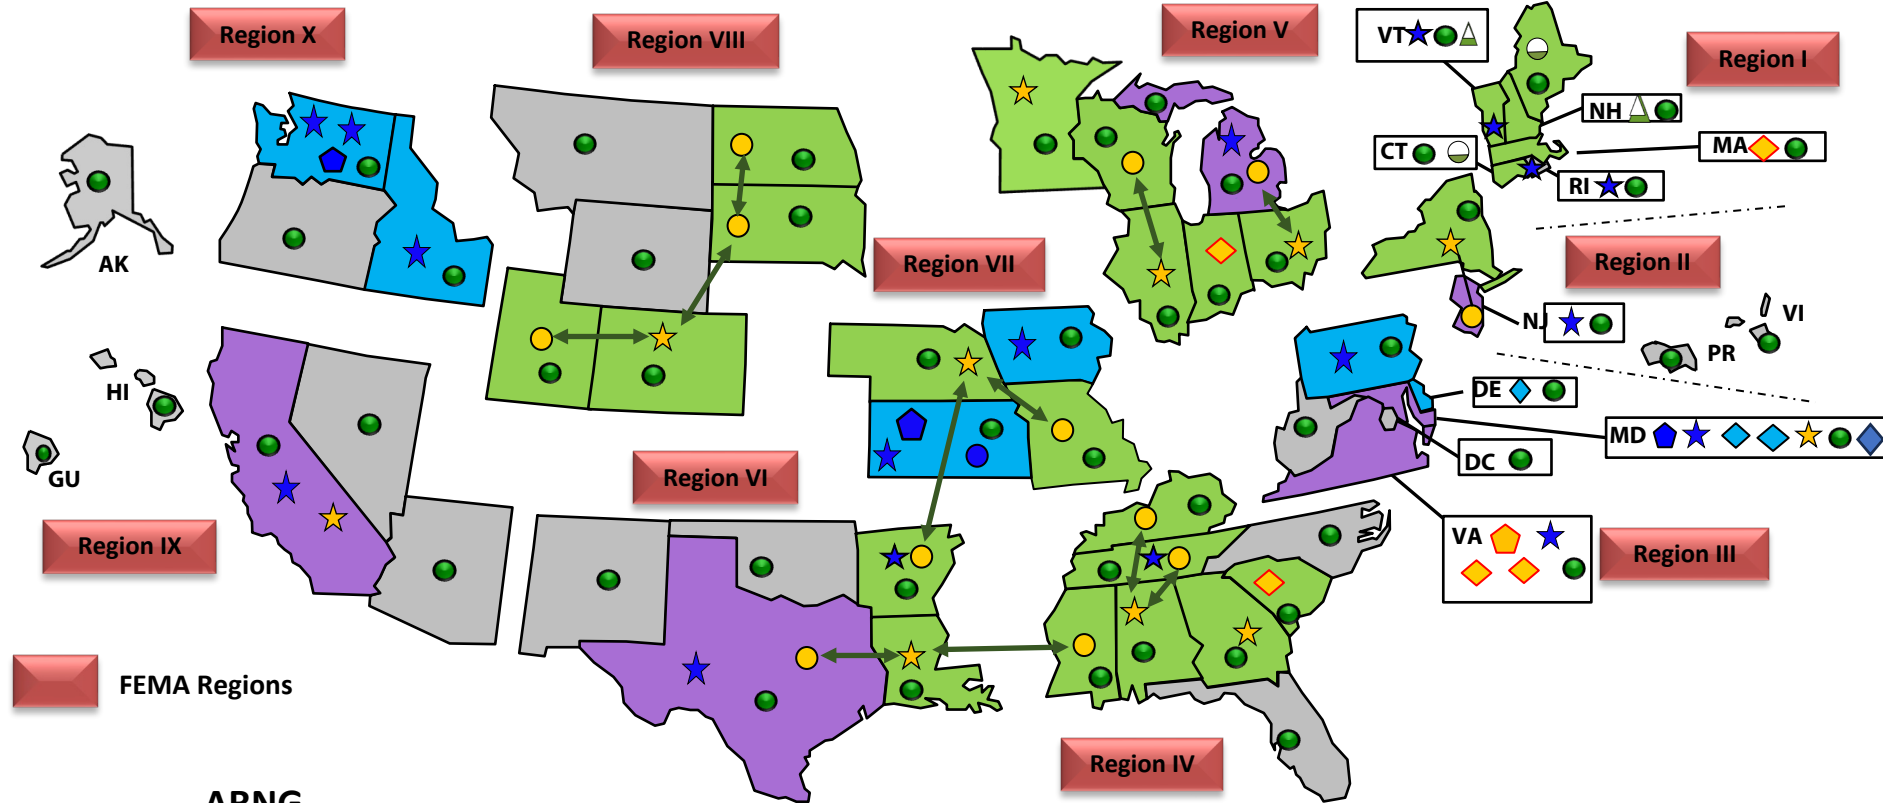 Region X
Region VIII
Region V
VT
Region I
NH
CT
MA
RI
AK
Region VII
Region II
NJ
VI
PR
HI
DE
GU
MD
DC
Region VI
Region IX
VA
Region III
FEMA Regions
Region IV
ARNG